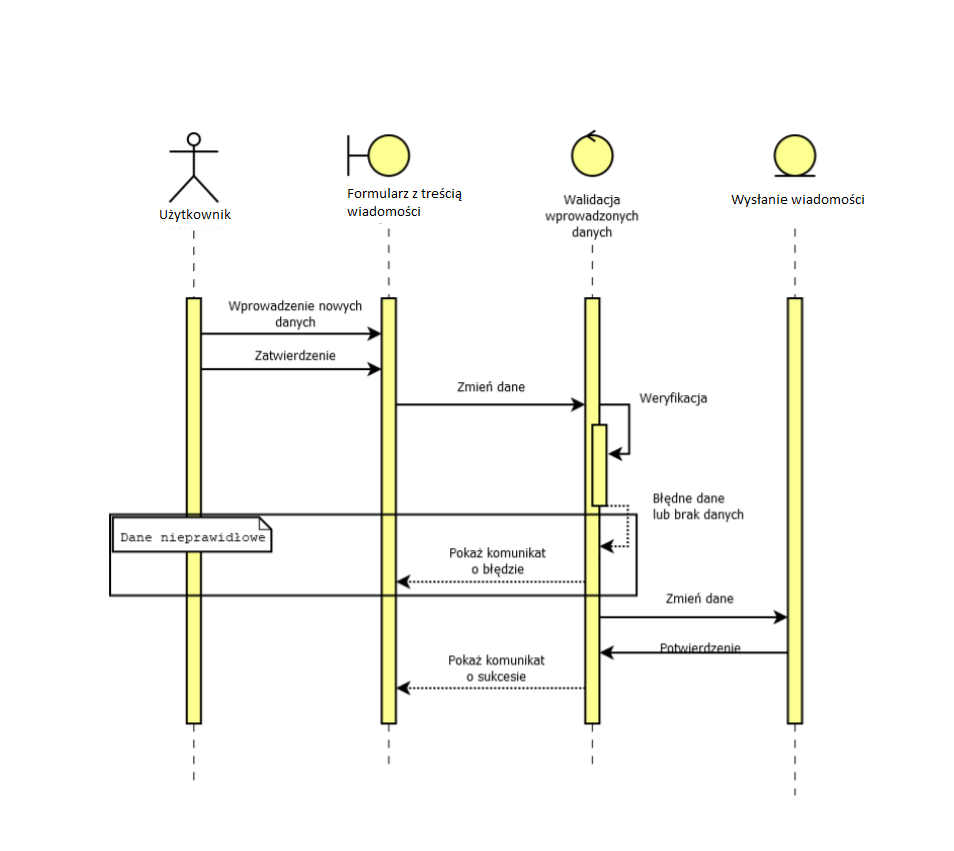 Użytkownik
Formularz z treścią
wiadomości
Walidacja
wprowadzonych
danych
Wysłanie wiadomości
Wprowadzenie nowych
danych
Zatwierdzenie
Zmień dane
Weryfikacja
Błędne dane
lub brak danych
Dane nieprawidłowe
Pokaż komunikat
o błędzie
Zmień dane
Potwierdzenie
Pokaż komunikat
o sukcesie